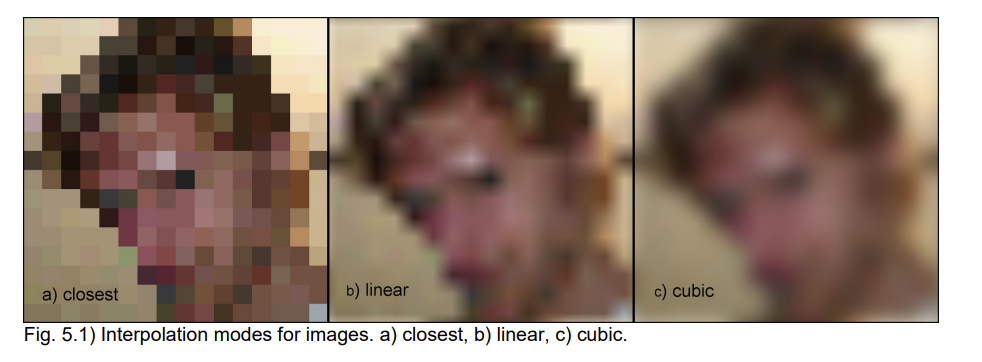 a) closest
b) linear
c) cubic
Fig. 5.1) Interpolation modes for images. a) closest, b) linear, c) cubic.